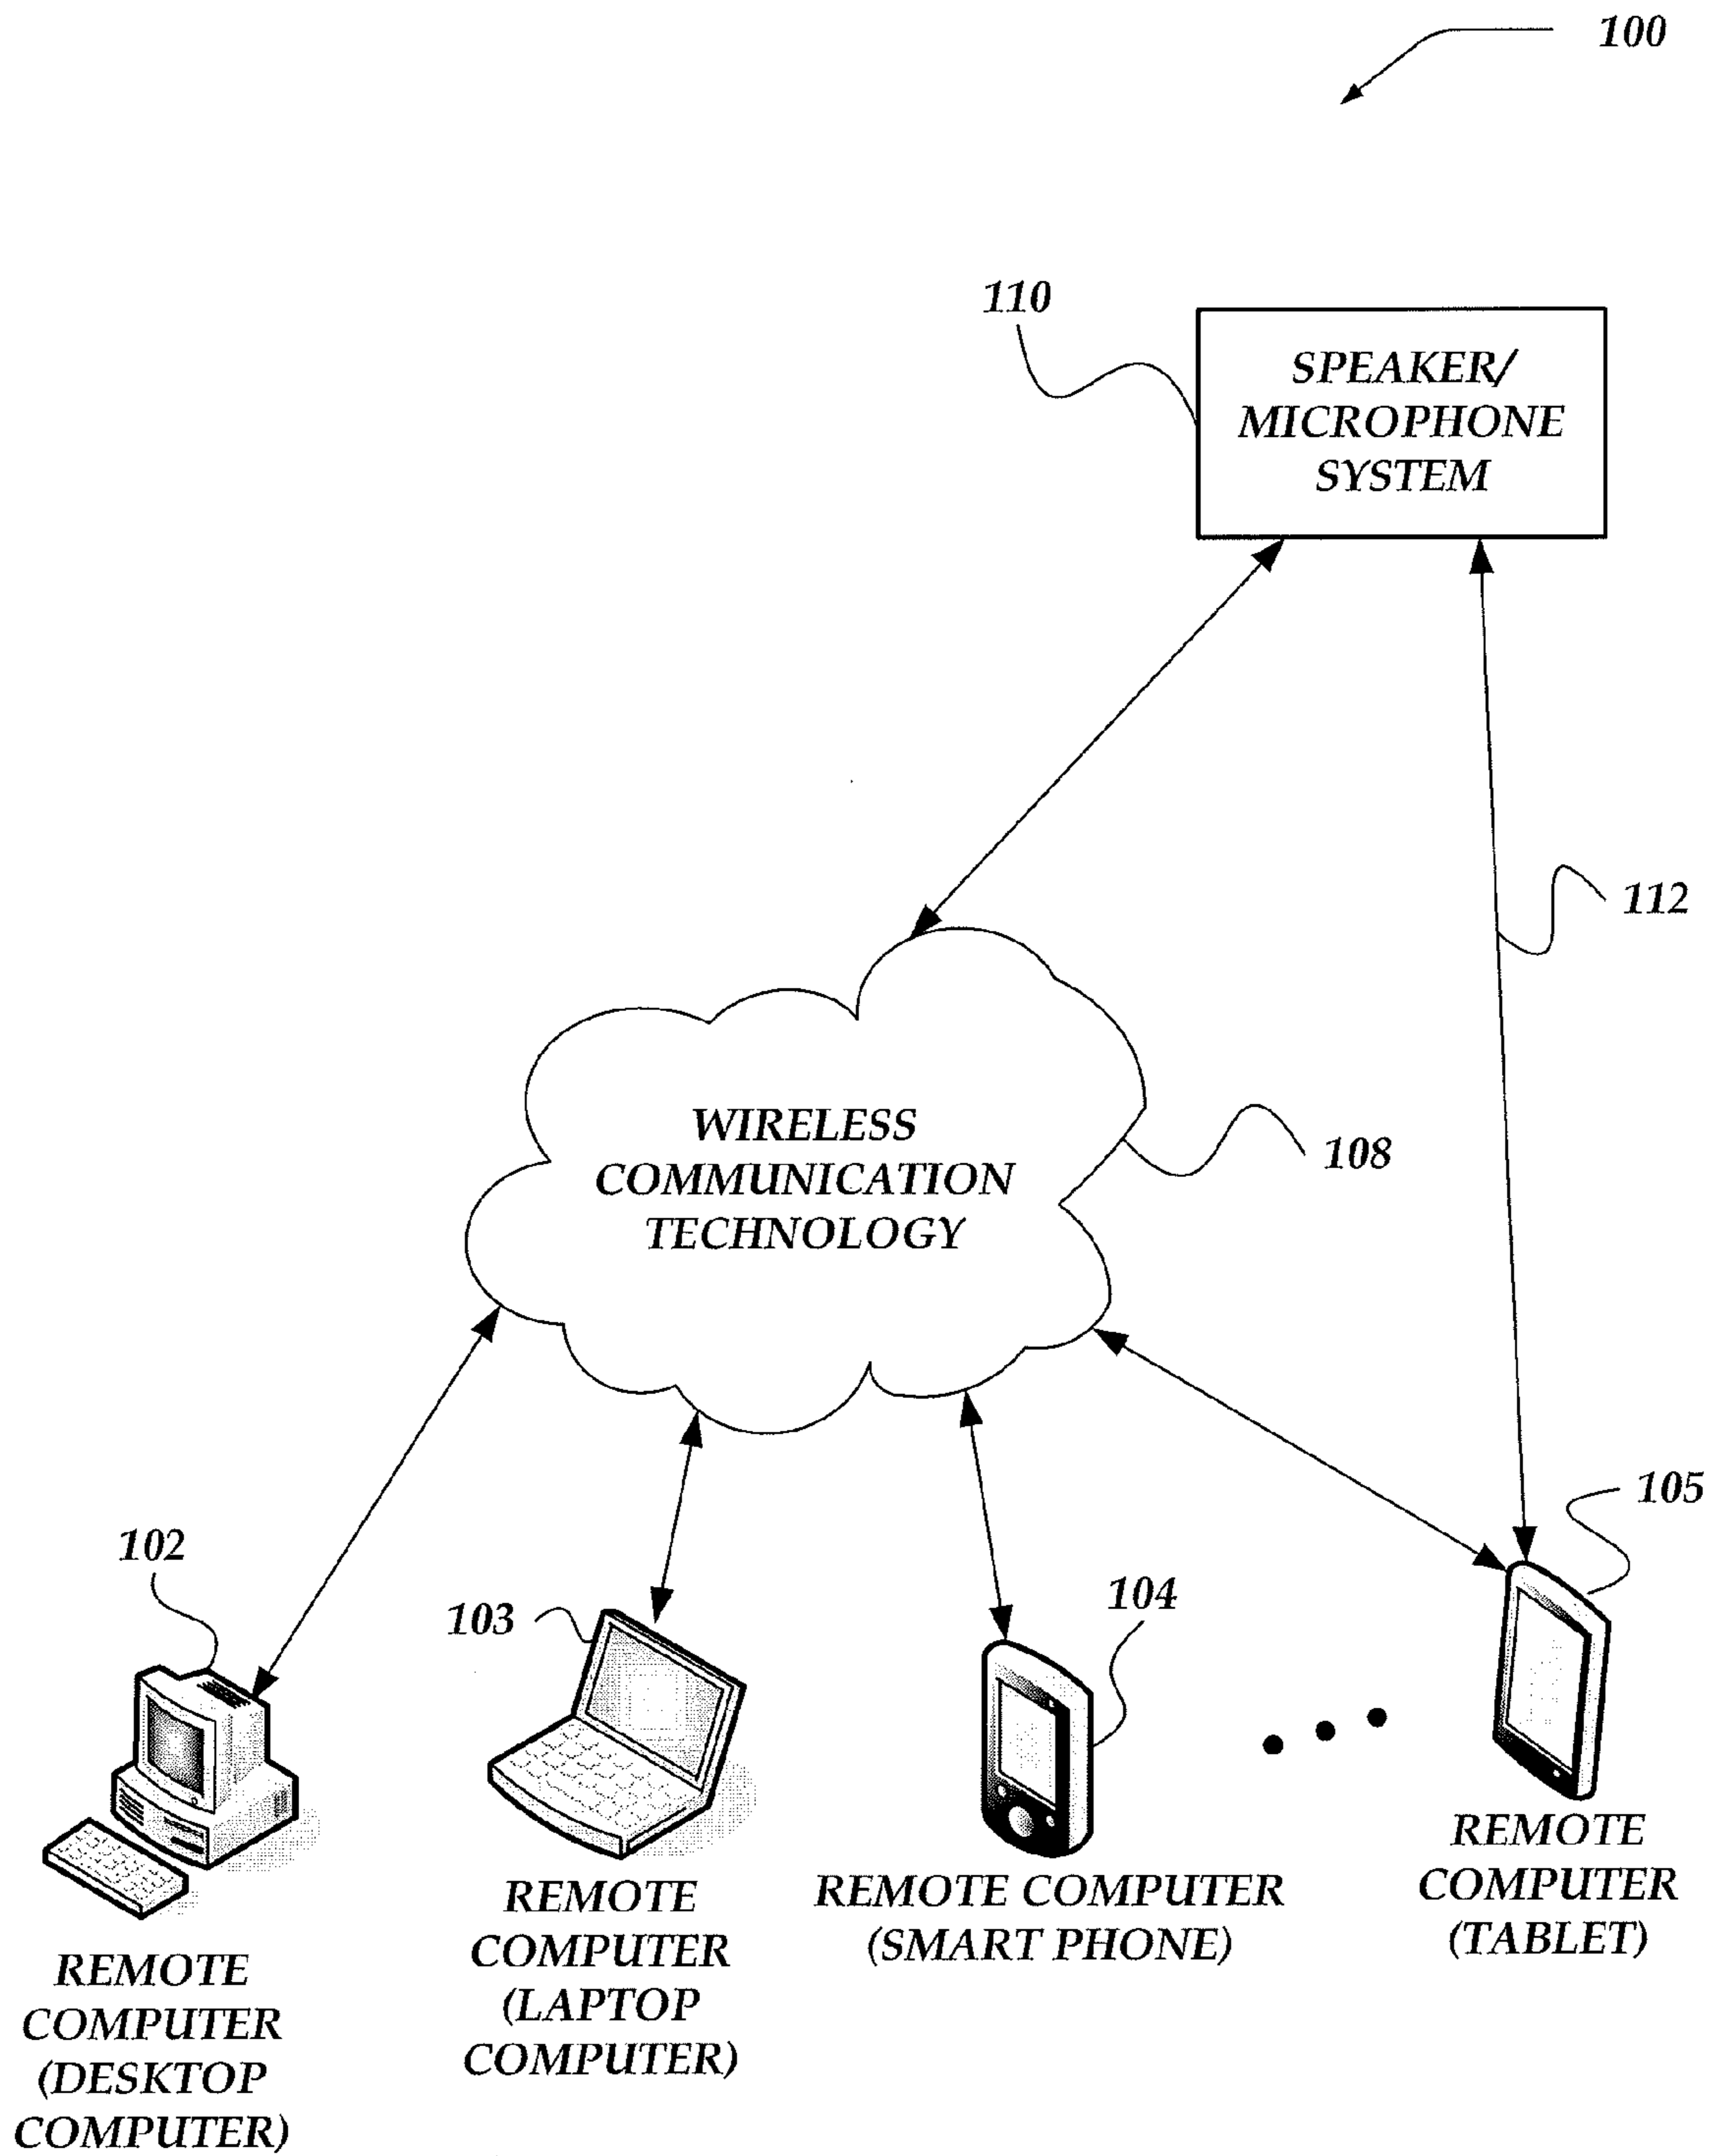 100
110
SPEAKER/
MICROPHONE
SYSTEM
112
WIRELESS
COMMUNICATION
TECHNOLOGY
108
105
102
103
104
REMOTE
COMPUTER
(DESKTOP
COMPUTER)
REMOTE
COMPUTER
(LAPTOP
COMPUTER)
REMOTE COMPUTER
(SMART PHONE)
REMOTE
COMPUTER
(TABLET)